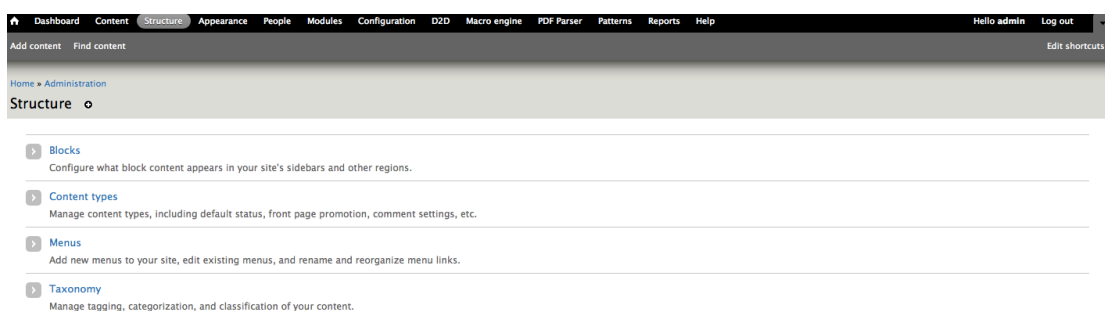 Dashboard Content Structure Appearance People Modules Configuration D2D Macro engine PDF Parser Patterns Reports Help Hello admin Log out
Add content Find content Edit shortcuts
Home » Administration
Structure
Blocks
Configure what block content appears in your site's sidebars and other regions.
Content types
Manage content types, including default status, front page promotion, comment settings, etc.
Menus
Add new menus to your site, edit existing menus, and rename and reorganize menu links.
Taxonomy
Manage tagging, categorization, and classification of your content.